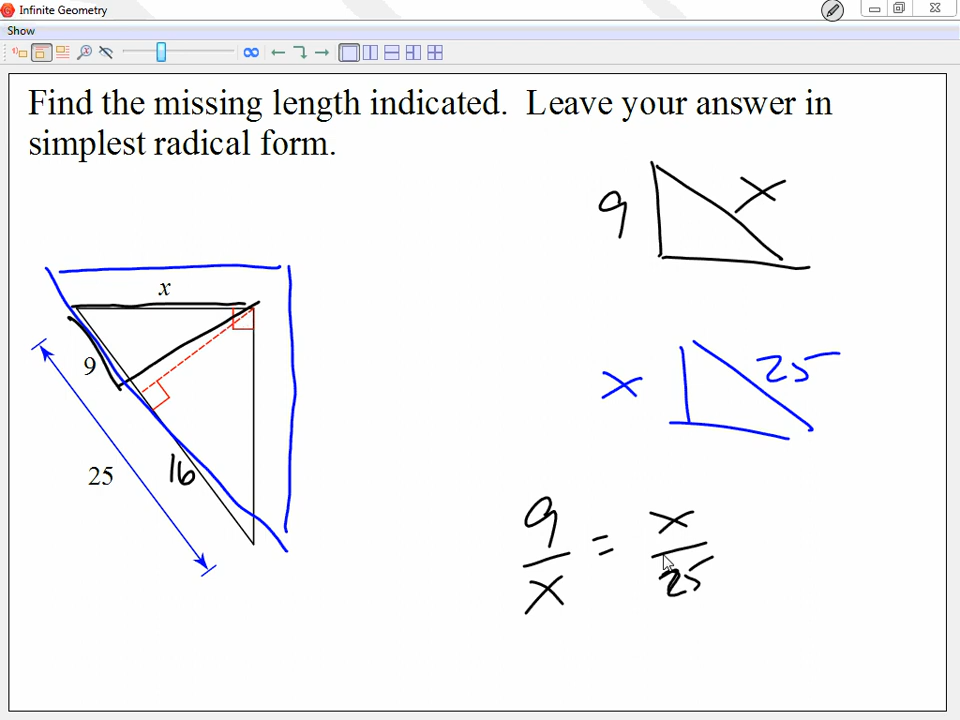 Infinite Geometry
Show
Find the missing length indicated. Leave your answer in
simplest radical form.
9 x
x
9
x 25
25 16
9 = x
x 25